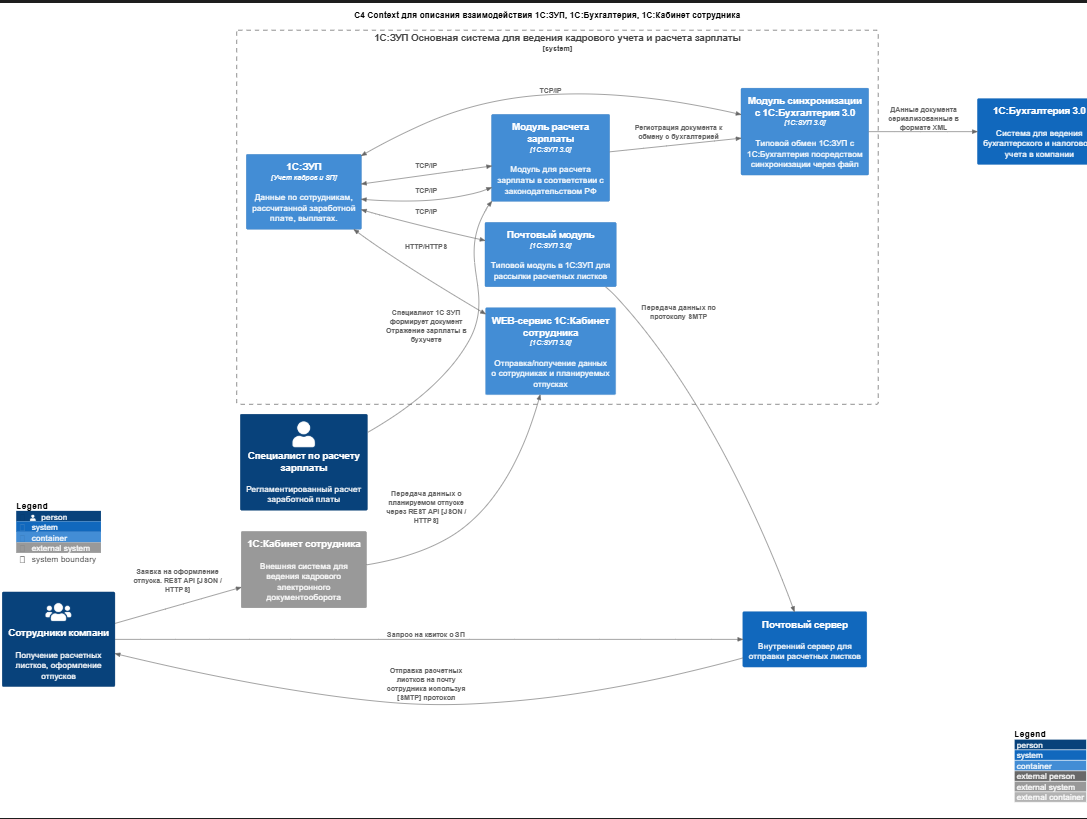 C4 Context для описания взаимодействия 1С:ЗУП, 1С:Бухгалтерия, 1С:Кабинет сотрудника
1С:ЗУП Основная система для ведения кадрового учета и расчета зарплаты
[system]
TCP/IP
Модуль синхронизации
с 1С:Бухгалтерия 3.0
[1С:ЗУП 3.0]
Типовой обмен 1С:ЗУП с
1С:Бухгалтерия посредством
синхронизации через файл
ДАнные документа
сериализованные в
формате XML
1С:Бухгалтерия 3.0
Система для ведения
бухгалтерского и налогово
учета в компании
Модуль расчета
зарплаты
[1С:ЗУП 3.0]
Модуль для расчета
зарплаты в соответствии с
законодательством РФ
Регистрация документа к
обмену с бухгалтерией
1С:ЗУП
[Учет кадров и ЗП]
Данные по сотрудникам,
рассчитанной заработной
плате, выплатах.
TCP/IP
TCP/IP
TCP/IP
HTTP/HTTPS
Почтовый модуль
[1С:ЗУП 3.0]
Типовой модуль в 1С:ЗУП для
рассылки расчетных листков
Специалист 1С ЗУП
формирует документ
Отражение зарплаты в
бухучете
WEB-сервис 1С:Кабинет
сотрудника
[1С:ЗУП 3.0]
Отправка/получение данных
о сотрудниках и планируемых
отпусках
Передача данных по
протоколу SMTP
Специалист по расчету
зарплаты
Регламентированный расчет
заработной платы
Передача данных о
планируемом отпуске
через REST API [JSON /
HTTPS]
Legend
person
system
container
external system
system boundary
1С:Кабинет сотрудника
Внешняя система для
ведения кадрового
электронного
документооборота
Заявка на оформление
отпуска. REST API [JSON /
HTTPS]
Сотрудники компани
Получение расчетных
листков, оформление
отпусков
Запрос на квиток о ЗП
Почтовый сервер
Внутренний сервер для
отправки расчетных листков
Отправка расчетных
листков на почту
сотрудника используя
[SMTP] протокол
Legend
person
system
container
external person
external system
external container